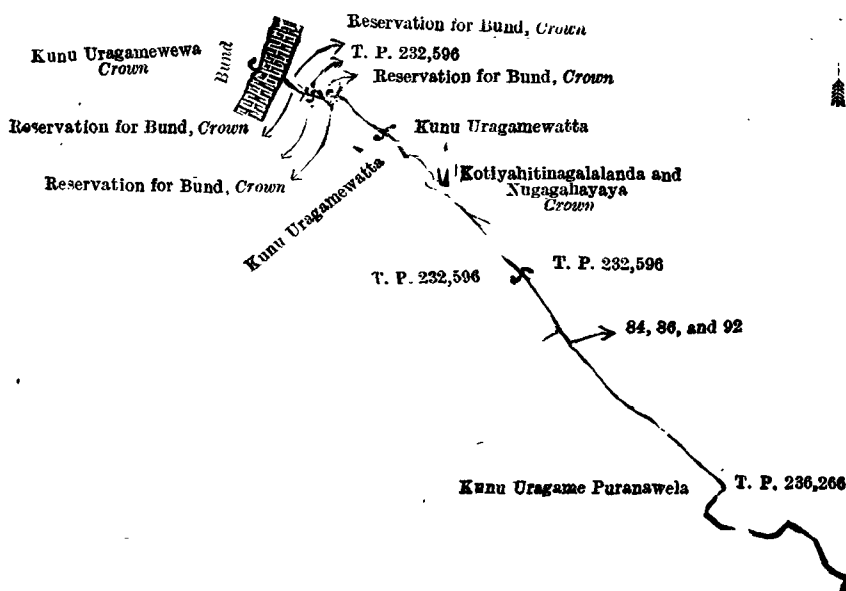 Reservation for Bund, Crown
Kunu Uragamewewa
Crown
Bund
T. P. 232,596
Reservation for Bund, Crown
Reservation for Bund, Crown
Kunu Uragamewatta
Kotiyahitinagalalanda and
Nugagahayaya
Crown
Reservation for Bund, Crown
Kunu Uragamewatta
T. P. 232,596
T. P. 232,596
84, 86, and 92
Kunu Uragame Puranawela
T. P. 236,266